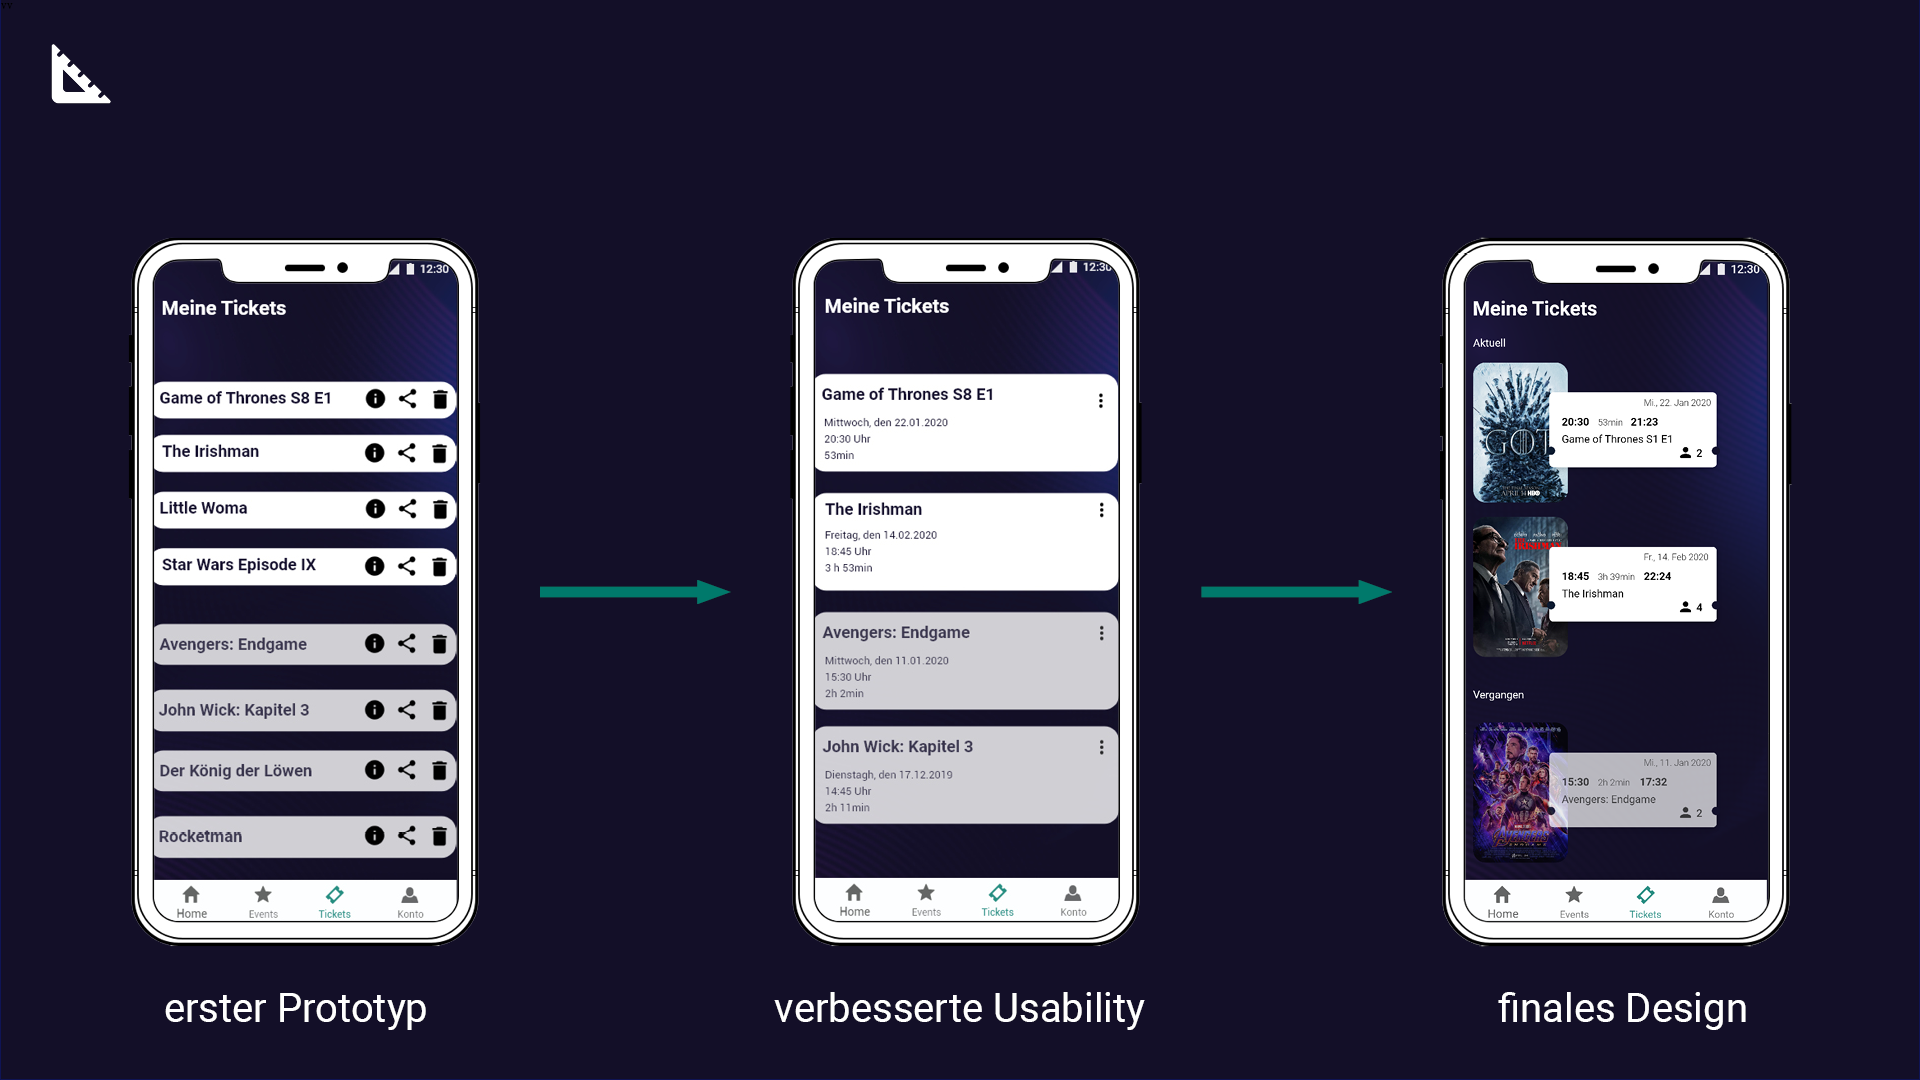 12:30
Meine Tickets
Game of Thrones S8 E1
The Irishman
Little Woma
Star Wars Episode IX
Avengers: Endgame
John Wick: Kapitel 3
Der König der Löwen
Rocketman
Home Events Tickets Konto
erster Prototyp
12:30
Meine Tickets
Game of Thrones S8 E1
Mittwoch, den 22.01.2020
20:30 Uhr
53min
The Irishman
Freitag, den 14.02.2020
18:45 Uhr
3 h 53min
Avengers: Endgame
Mittwoch, den 11.01.2020
15:30 Uhr
2h 2min
John Wick: Kapitel 3
Dienstagh, den 17.12.2019
14:45 Uhr
2h 11min
Home Events Tickets Konto
verbesserte Usability
12:30
Meine Tickets
Aktuell
GOT
APRIL 14 HBO
Mi., 22. Jan 2020
20:30 53min 21:23
Game of Thrones S1 E1
2
Fr., 14. Feb 2020
18:45 3h 39min 22:24
The Irishman
4
Vergangen
Mi., 11. Jan 2020
15:30 2h 2min 17:32
Avengers: Endgame
2
AVENGERS
ENDGAME
Home Events Tickets Konto
finales Design